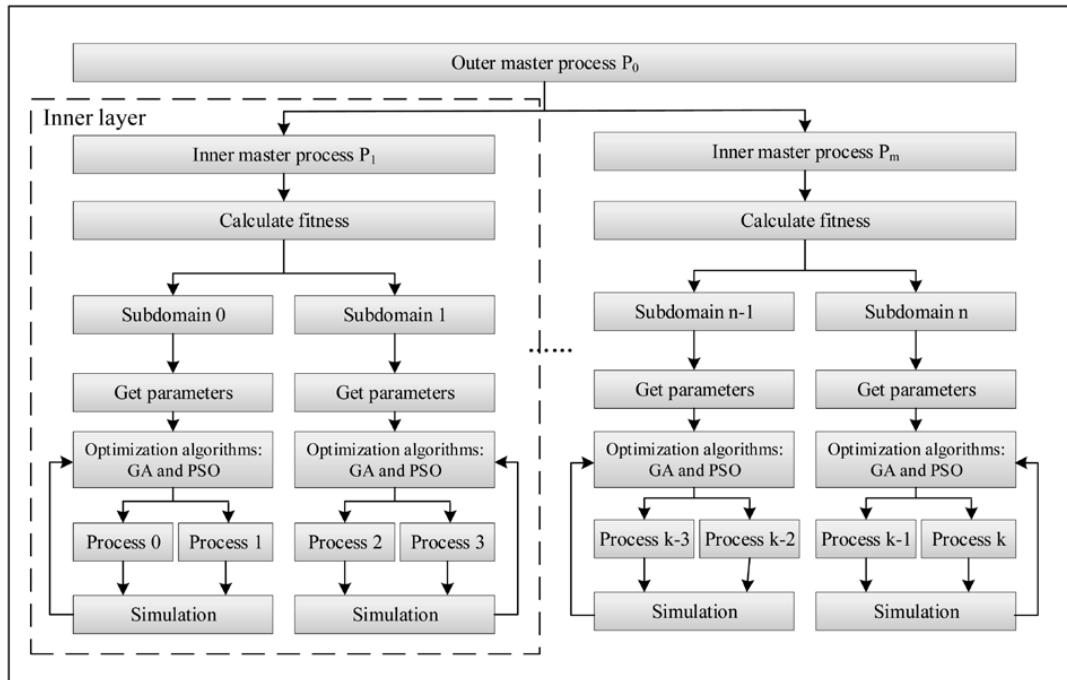 Outer master process P0
Inner layer
Inner master process P1
Inner master process Pm
Calculate fitness
Calculate fitness
Subdomain 0
Subdomain 1
Subdomain n-1
Subdomain n
......
Get parameters
Get parameters
Get parameters
Get parameters
Optimization algorithms:
GA and PSO
Optimization algorithms:
GA and PSO
Optimization algorithms:
GA and PSO
Optimization algorithms:
GA and PSO
Process 0
Process 1
Process 2
Process 3
Process k-3
Process k-2
Process k-1
Process k
Simulation
Simulation
Simulation
Simulation